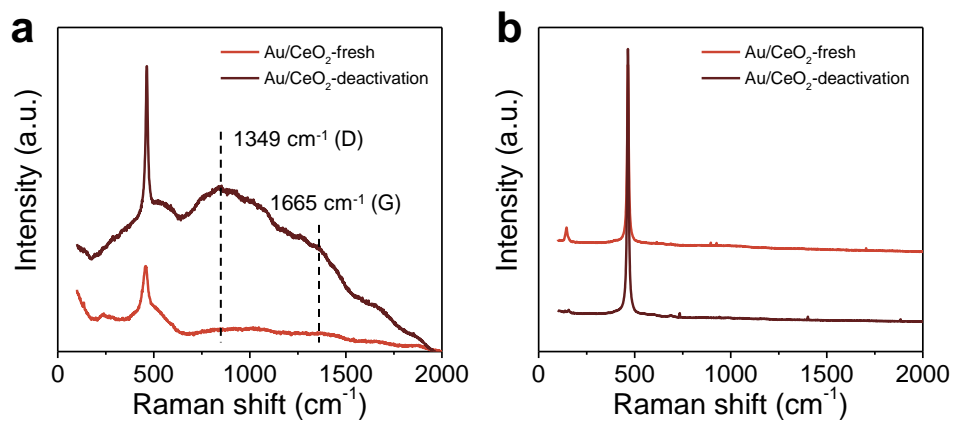 a
Au/CeO₂-fresh
Au/CeO₂-deactivation
1349 cm⁻¹ (D)
1665 cm⁻¹ (G)
Intensity (a.u.)
0 500 1000 1500 2000
Raman shift (cm⁻¹)
b
Au/CeO₂-fresh
Au/CeO₂-deactivation
Intensity (a.u.)
0 500 1000 1500 2000
Raman shift (cm⁻¹)